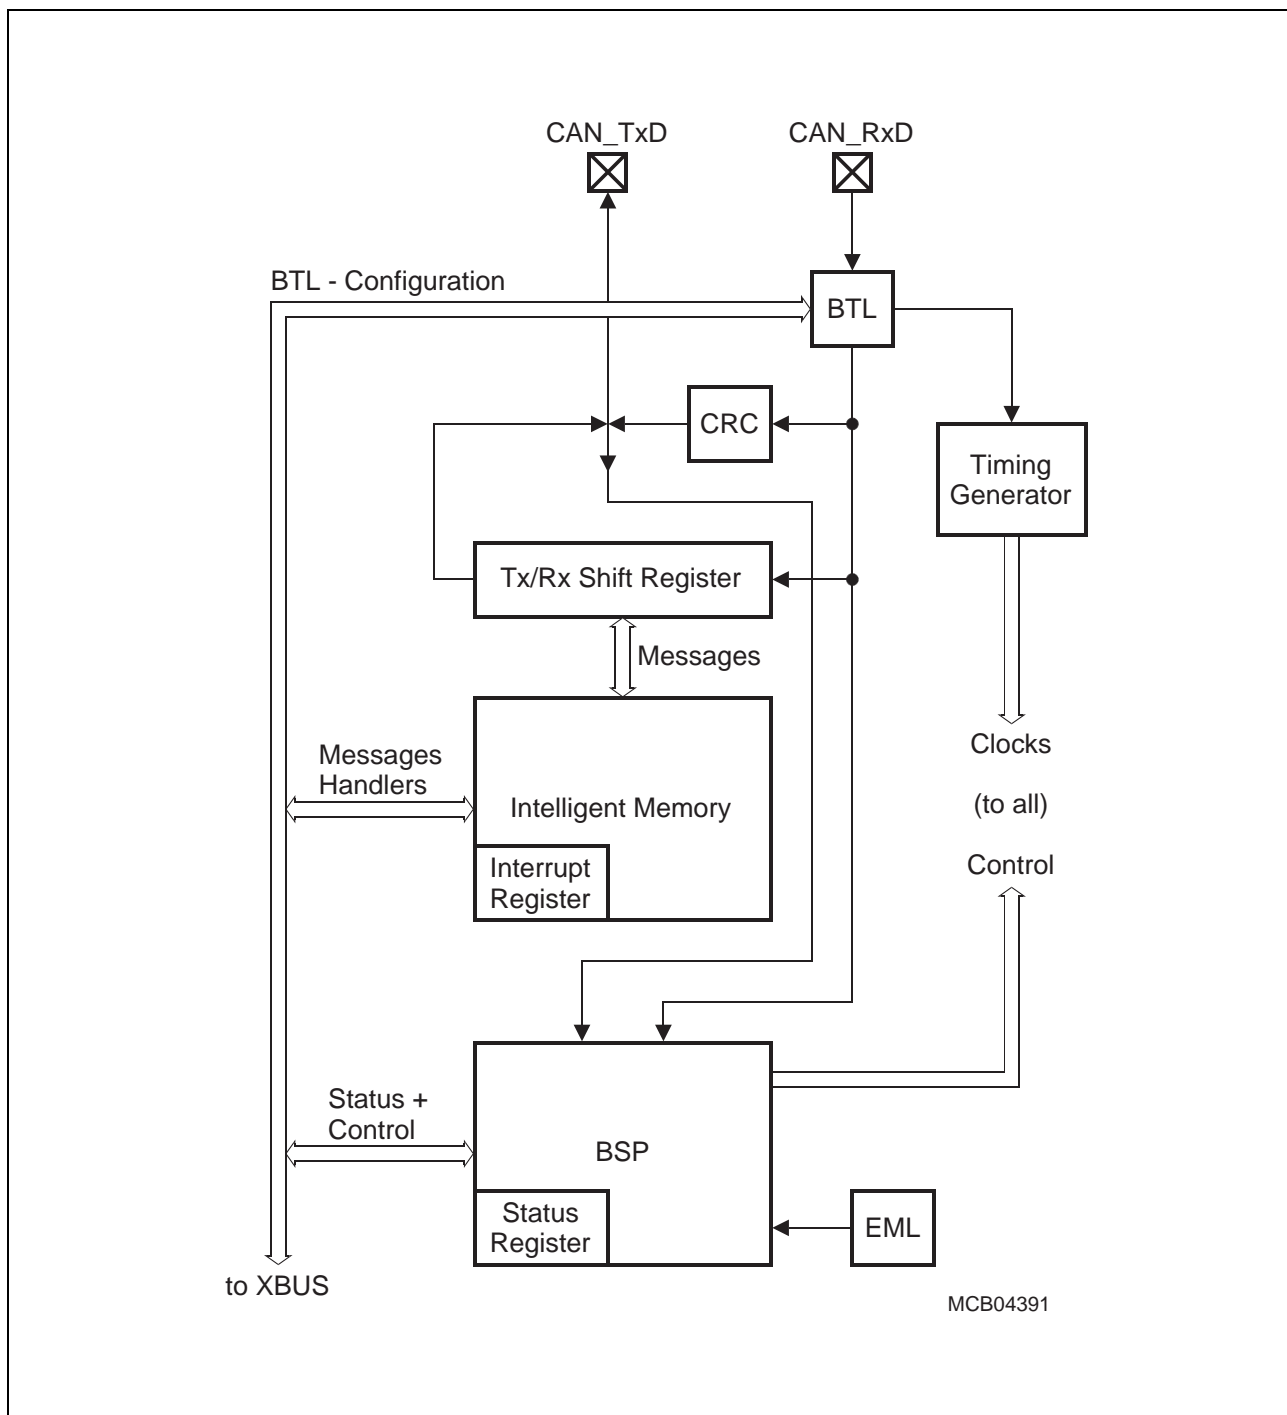 CAN_TxD
CAN_RxD
BTL - Configuration
BTL
CRC
Timing
Generator
Tx/Rx Shift Register
Messages
Clocks
Messages
Handlers
(to all)
Intelligent Memory
Control
Interrupt
Register
Status +
Control
BSP
Status
Register
EML
to XBUS
MCB04391